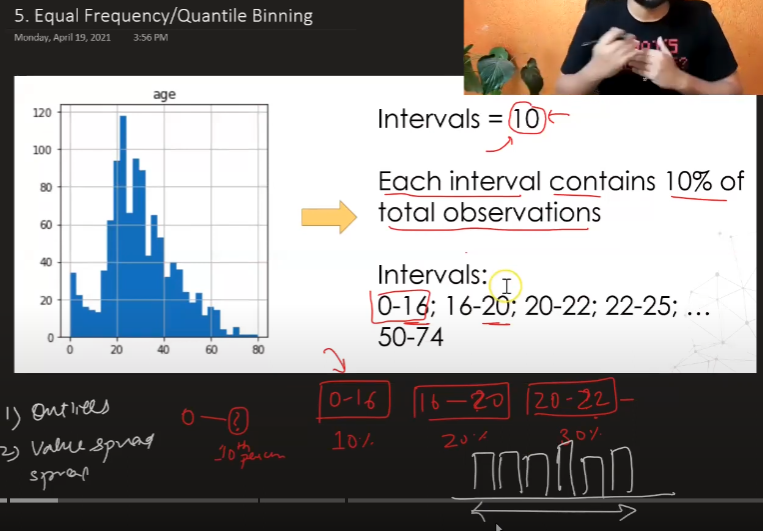 5. Equal Frequency/Quantile Binning
Monday, April 19, 2021 3:56 PM
age
120
100
80
60
40
20
0
0 20 40 60 80
Intervals = 10
Each interval contains 10% of
total observations
Intervals:
0-16; 16-20; 20-22; 22-25; …
50-74
0-16 16-20 20-22 -
10% 20% 30%
0 - ?
10th
1) Outliers
2) Value spread
spread